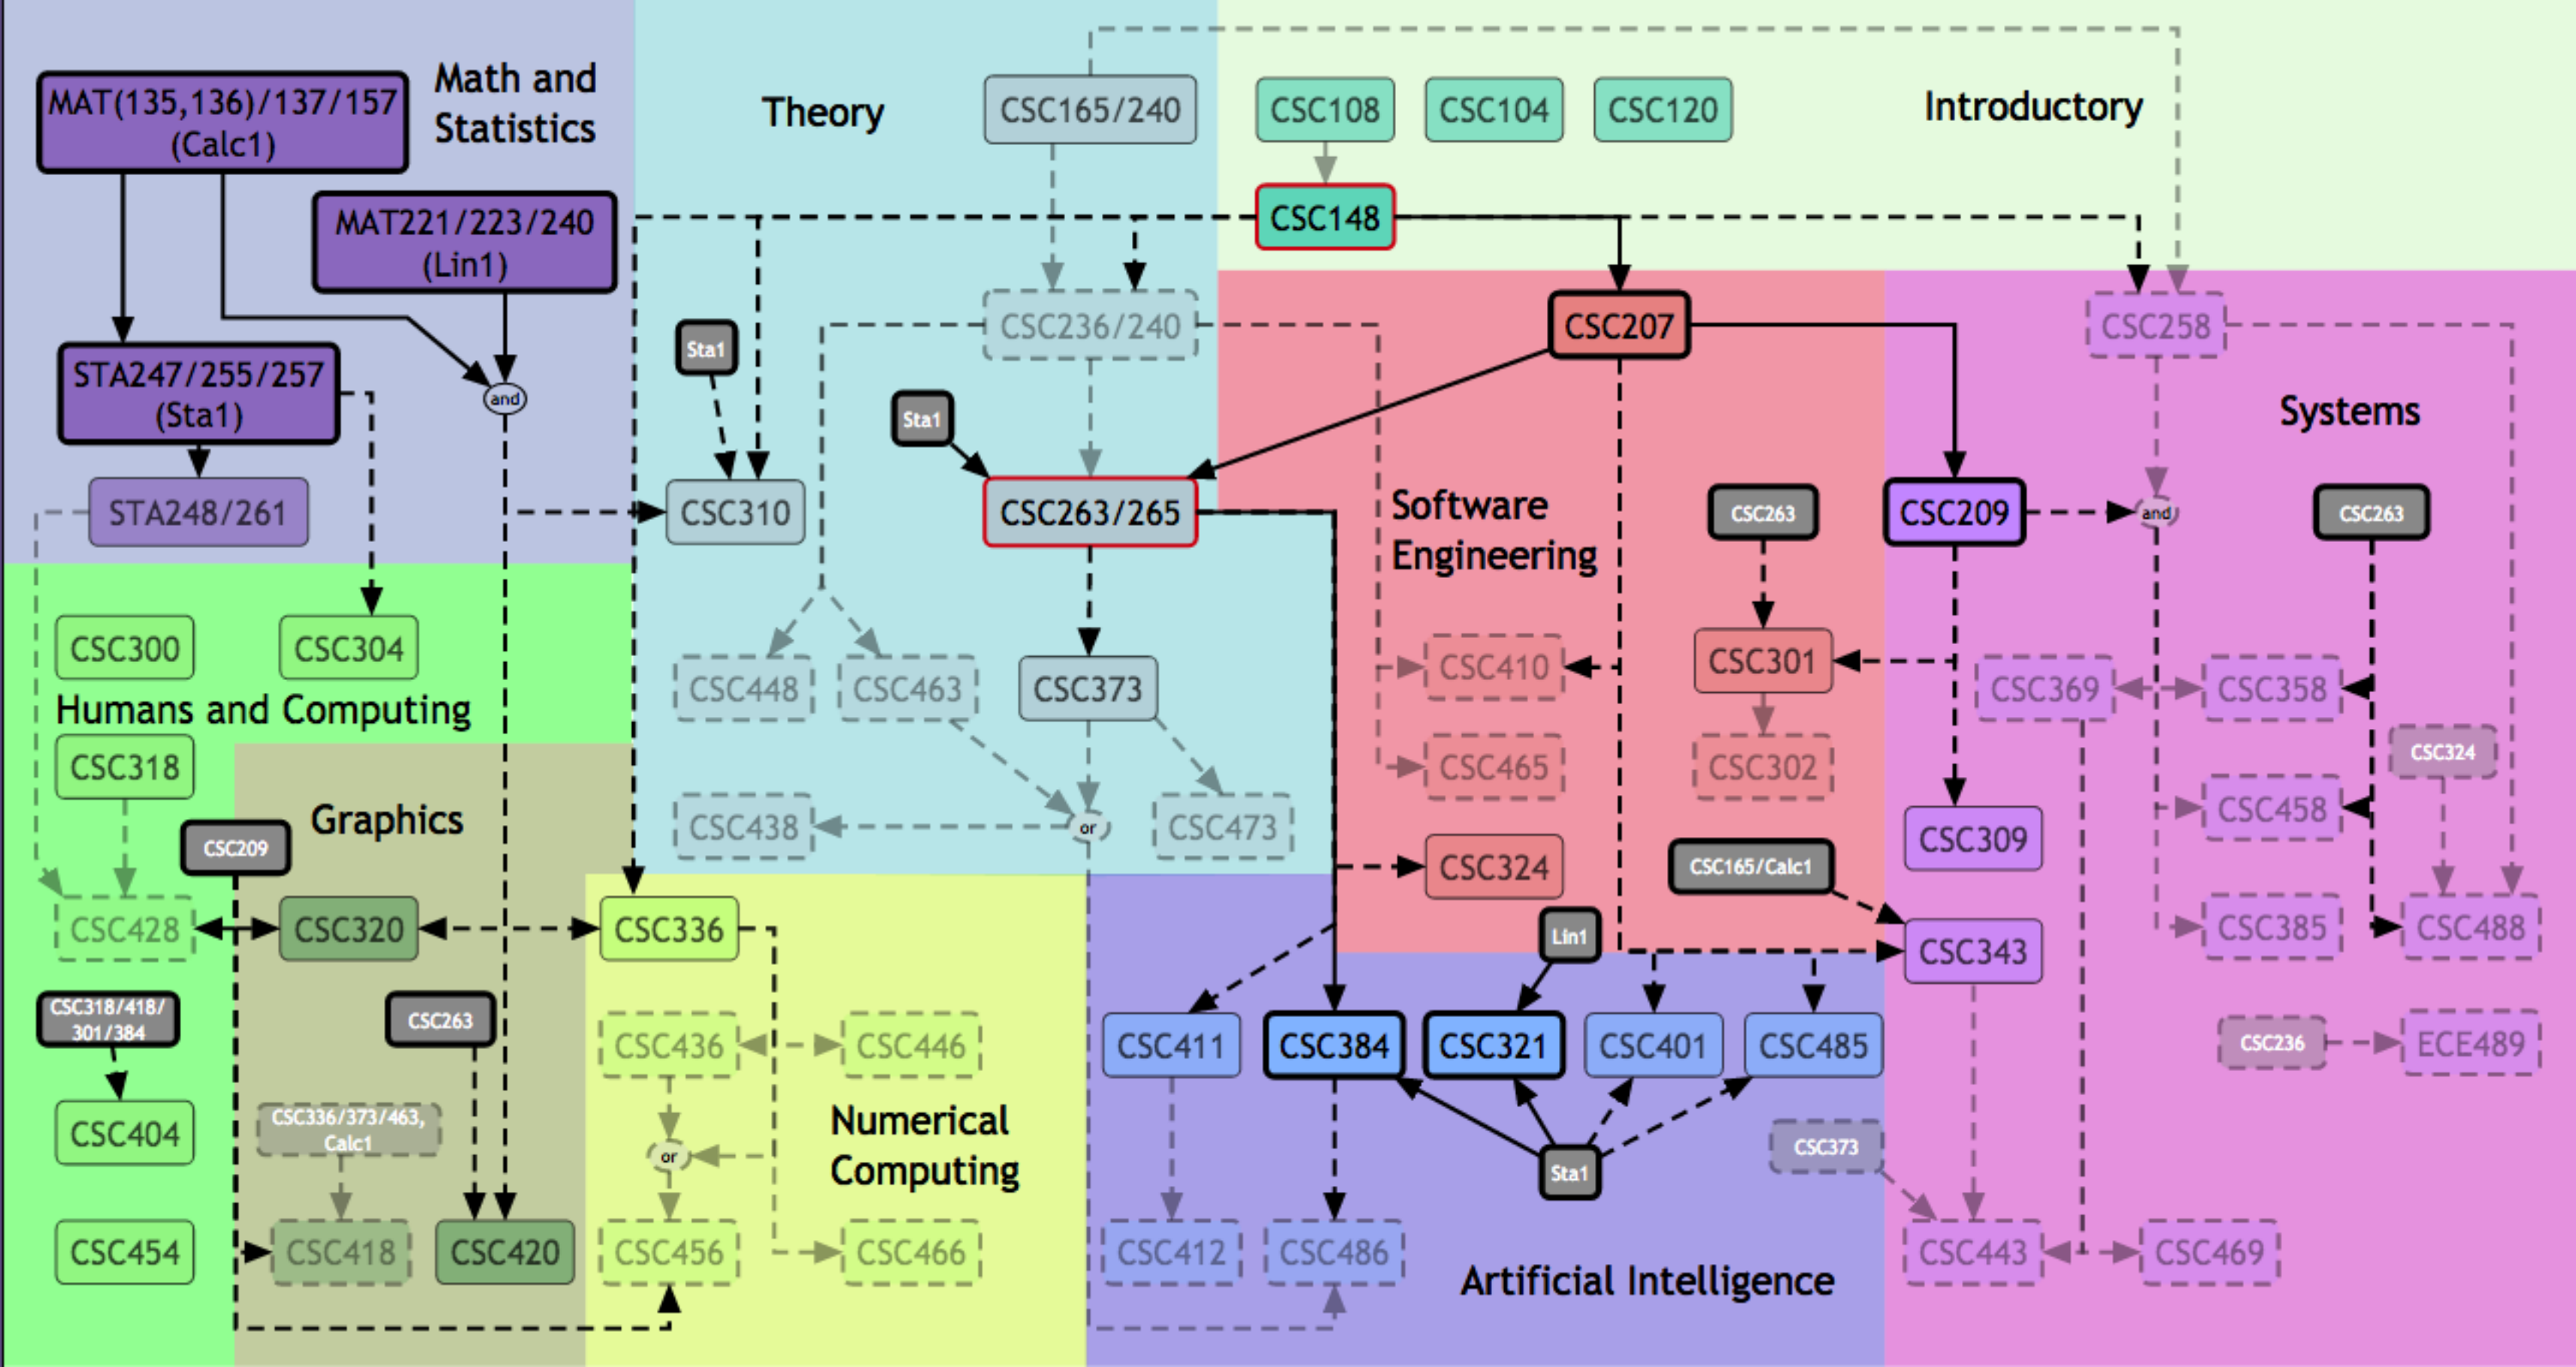 MAT(135,136)/137/157
(Calc1)
Math and
Statistics
Theory
CSC165/240
CSC108
CSC104
CSC120
Introductory
MAT221/223/240
(Lin1)
CSC148
Sta1
CSC236/240
CSC207
CSC258
STA247/255/257
(Sta1)
and
Sta1
Systems
STA248/261
CSC310
CSC263/265
Software
Engineering
CSC263
CSC209
and
CSC263
CSC300
CSC304
CSC448
CSC463
CSC373
CSC410
CSC301
CSC369
CSC358
Humans and Computing
CSC318
CSC465
CSC302
CSC324
Graphics
CSC438
or
CSC473
CSC458
CSC209
CSC324
CSC165/Calc1
CSC309
CSC428
CSC320
CSC336
Lin1
CSC343
CSC385
CSC488
CSC318/418/
301/384
CSC263
CSC436
CSC446
CSC411
CSC384
CSC321
CSC401
CSC485
CSC236
ECE489
CSC404
CSC336/373/463,
Calc1
or
Numerical
Computing
Sta1
CSC373
CSC454
CSC418
CSC420
CSC456
CSC466
CSC412
CSC486
Artificial Intelligence
CSC443
CSC469